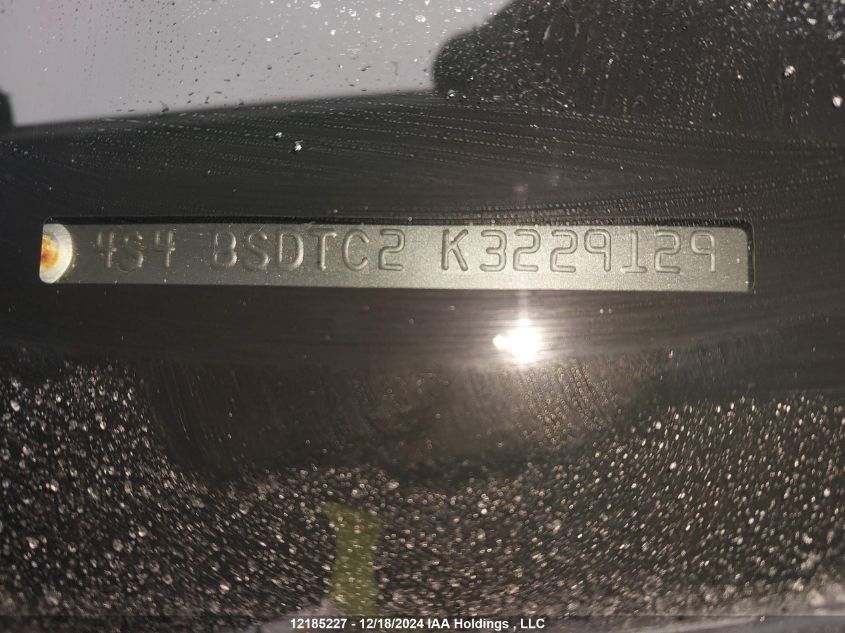 4S4 BSDTC2 K3229129
12185227 - 12/18/2024 IAA Holdings , LLC